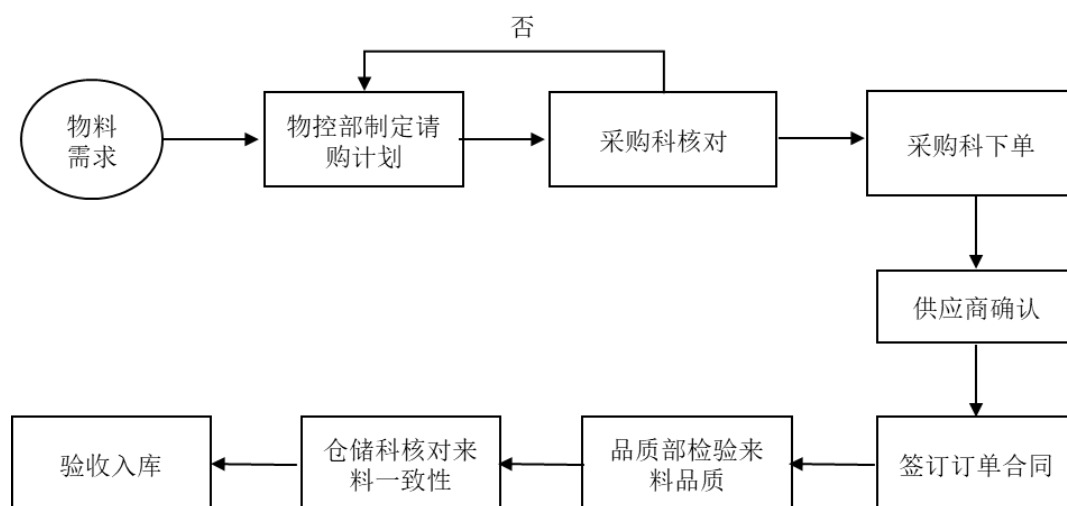 否
物料
需求
物控部制定请
购计划
采购科核对
采购科下单
供应商确认
签订订单合同
品质部检验来
料品质
仓储科核对来
料一致性
验收入库